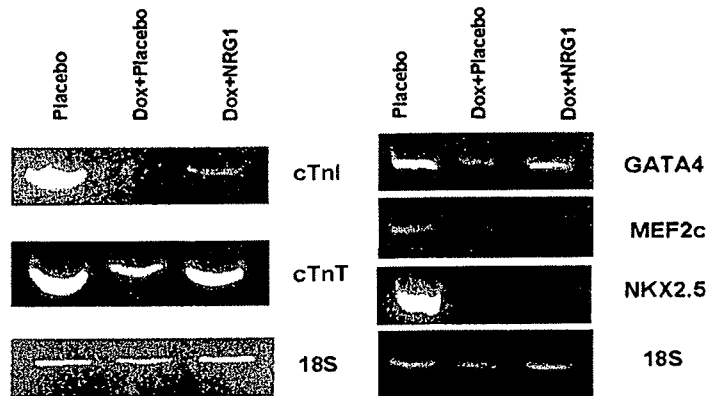 Placebo
Dox+Placebo
Dox+NRG1
cTnI
cTnT
18S
Placebo
Dox+Placebo
Dox+NRG1
GATA4
MEF2c
NKX2.5
18S